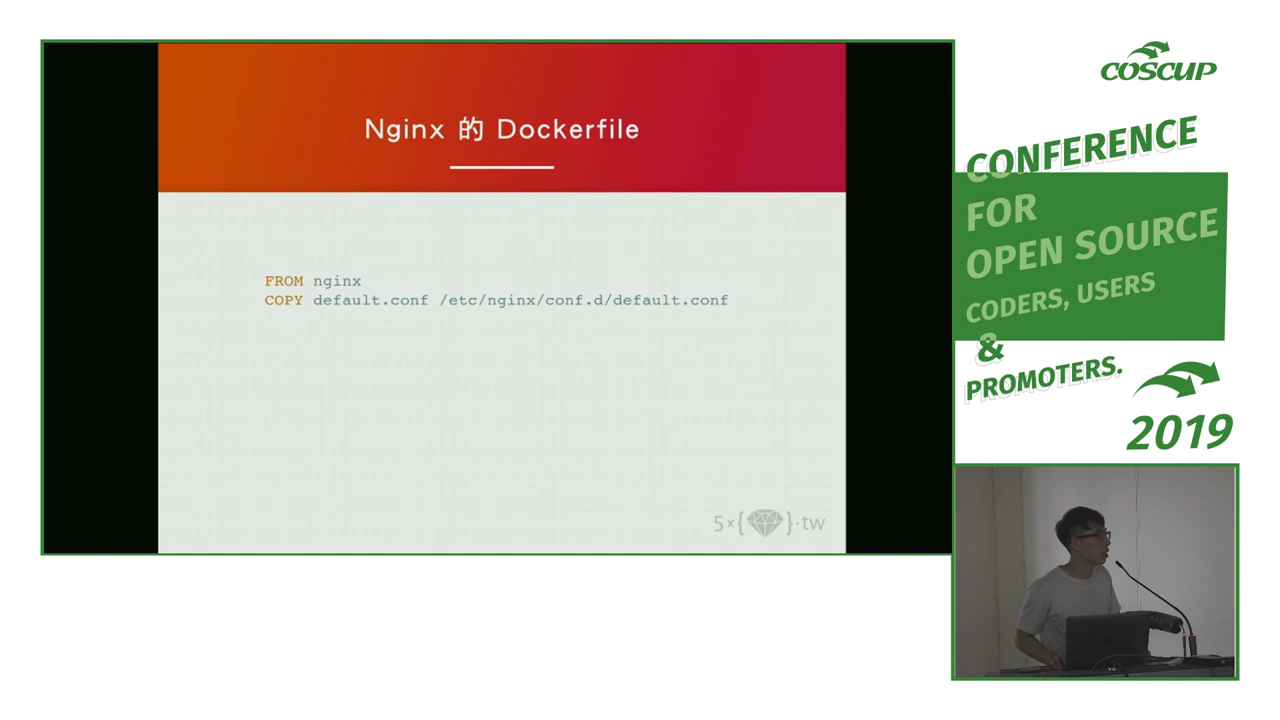 Nginx 的 Dockerfile
FROM nginx
COPY default.conf /etc/nginx/conf.d/default.conf
5×{}·tw
COSCUP
CONFERENCE
FOR
OPEN SOURCE
CODERS, USERS
&
PROMOTERS.
2019